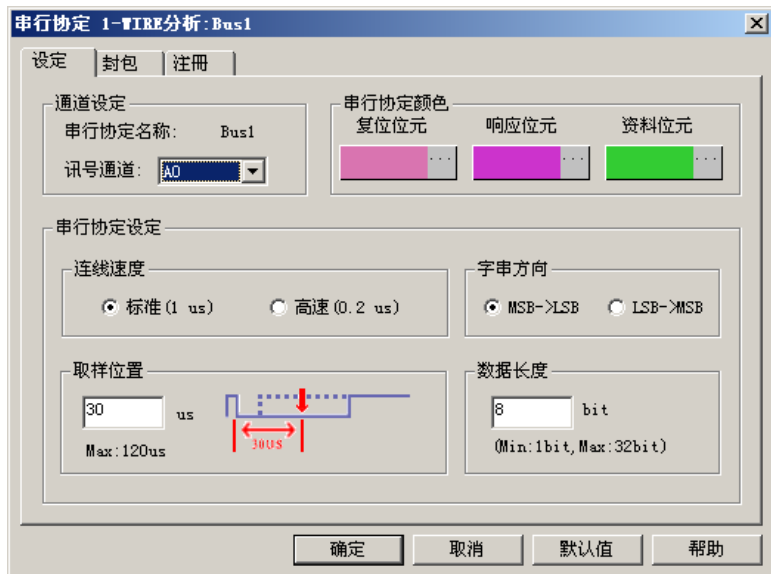 串行协定 1-WIRE分析:Bus1
设定 封包 注册
通道设定
串行协定名称: Bus1
讯号通道: A0
串行协定颜色
复位位元 响应位元 资料位元
... ... ...
串行协定设定
连线速度
标准(1 us) 高速(0.2 us)
字串方向
MSB->LSB LSB->MSB
取样位置
30 us
Max:120us
30US
数据长度
8 bit
(Min:1bit,Max:32bit)
确定 取消 默认值 帮助